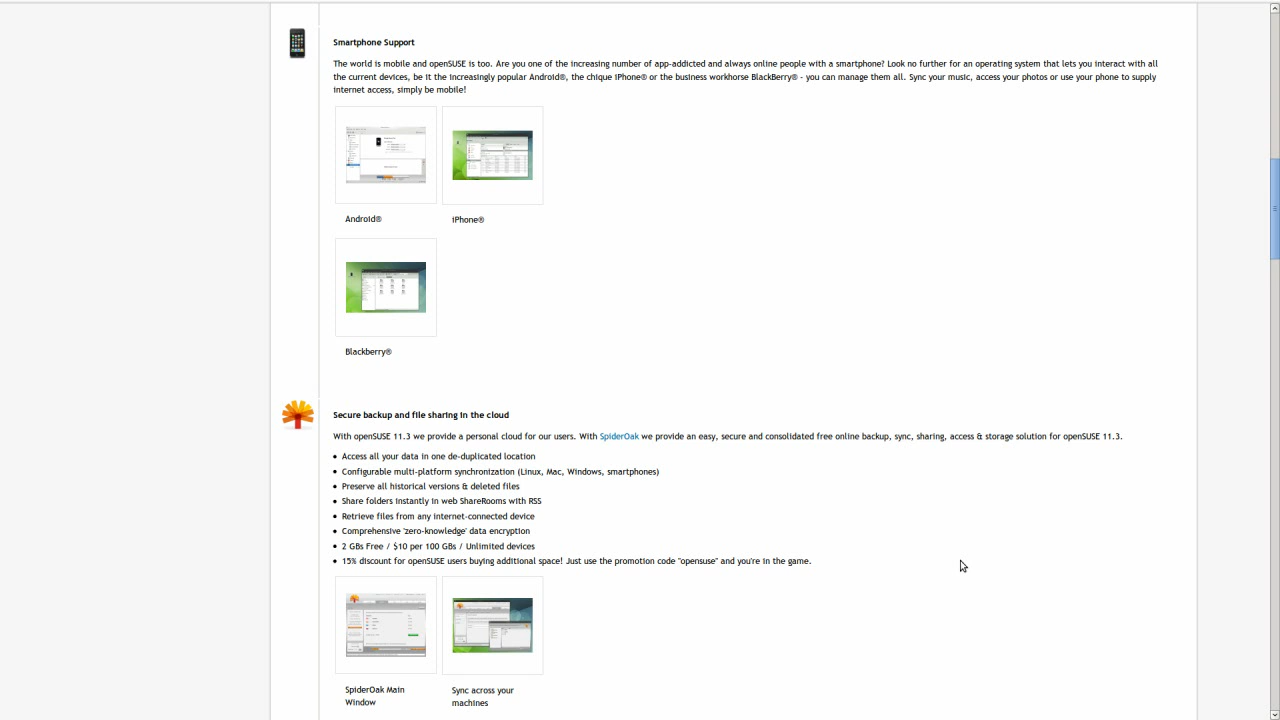 Smartphone Support
The world is mobile and openSUSE is too. Are you one of the increasing number of app-addicted and always online people with a smartphone? Look no further for an operating system that lets you interact with all
the current devices, be it the increasingly popular Android®, the chique iPhone® or the business workhorse BlackBerry® - you can manage them all. Sync your music, access your photos or use your phone to supply
internet access, simply be mobile!
Android®
iPhone®
Blackberry®
Secure backup and file sharing in the cloud
With openSUSE 11.3 we provide a personal cloud for our users. With SpiderOak we provide an easy, secure and consolidated free online backup, sync, sharing, access & storage solution for openSUSE 11.3.
• Access all your data in one de-duplicated location
• Configurable multi-platform synchronization (Linux, Mac, Windows, smartphones)
• Preserve all historical versions & deleted files
• Share folders instantly in web ShareRooms with RSS
• Retrieve files from any internet-connected device
• Comprehensive 'zero-knowledge' data encryption
• 2 GBs Free / $10 per 100 GBs / Unlimited devices
• 15% discount for openSUSE users buying additional space! Just use the promotion code "opensuse" and you're in the game.
SpiderOak Main
Window
Sync across your
machines